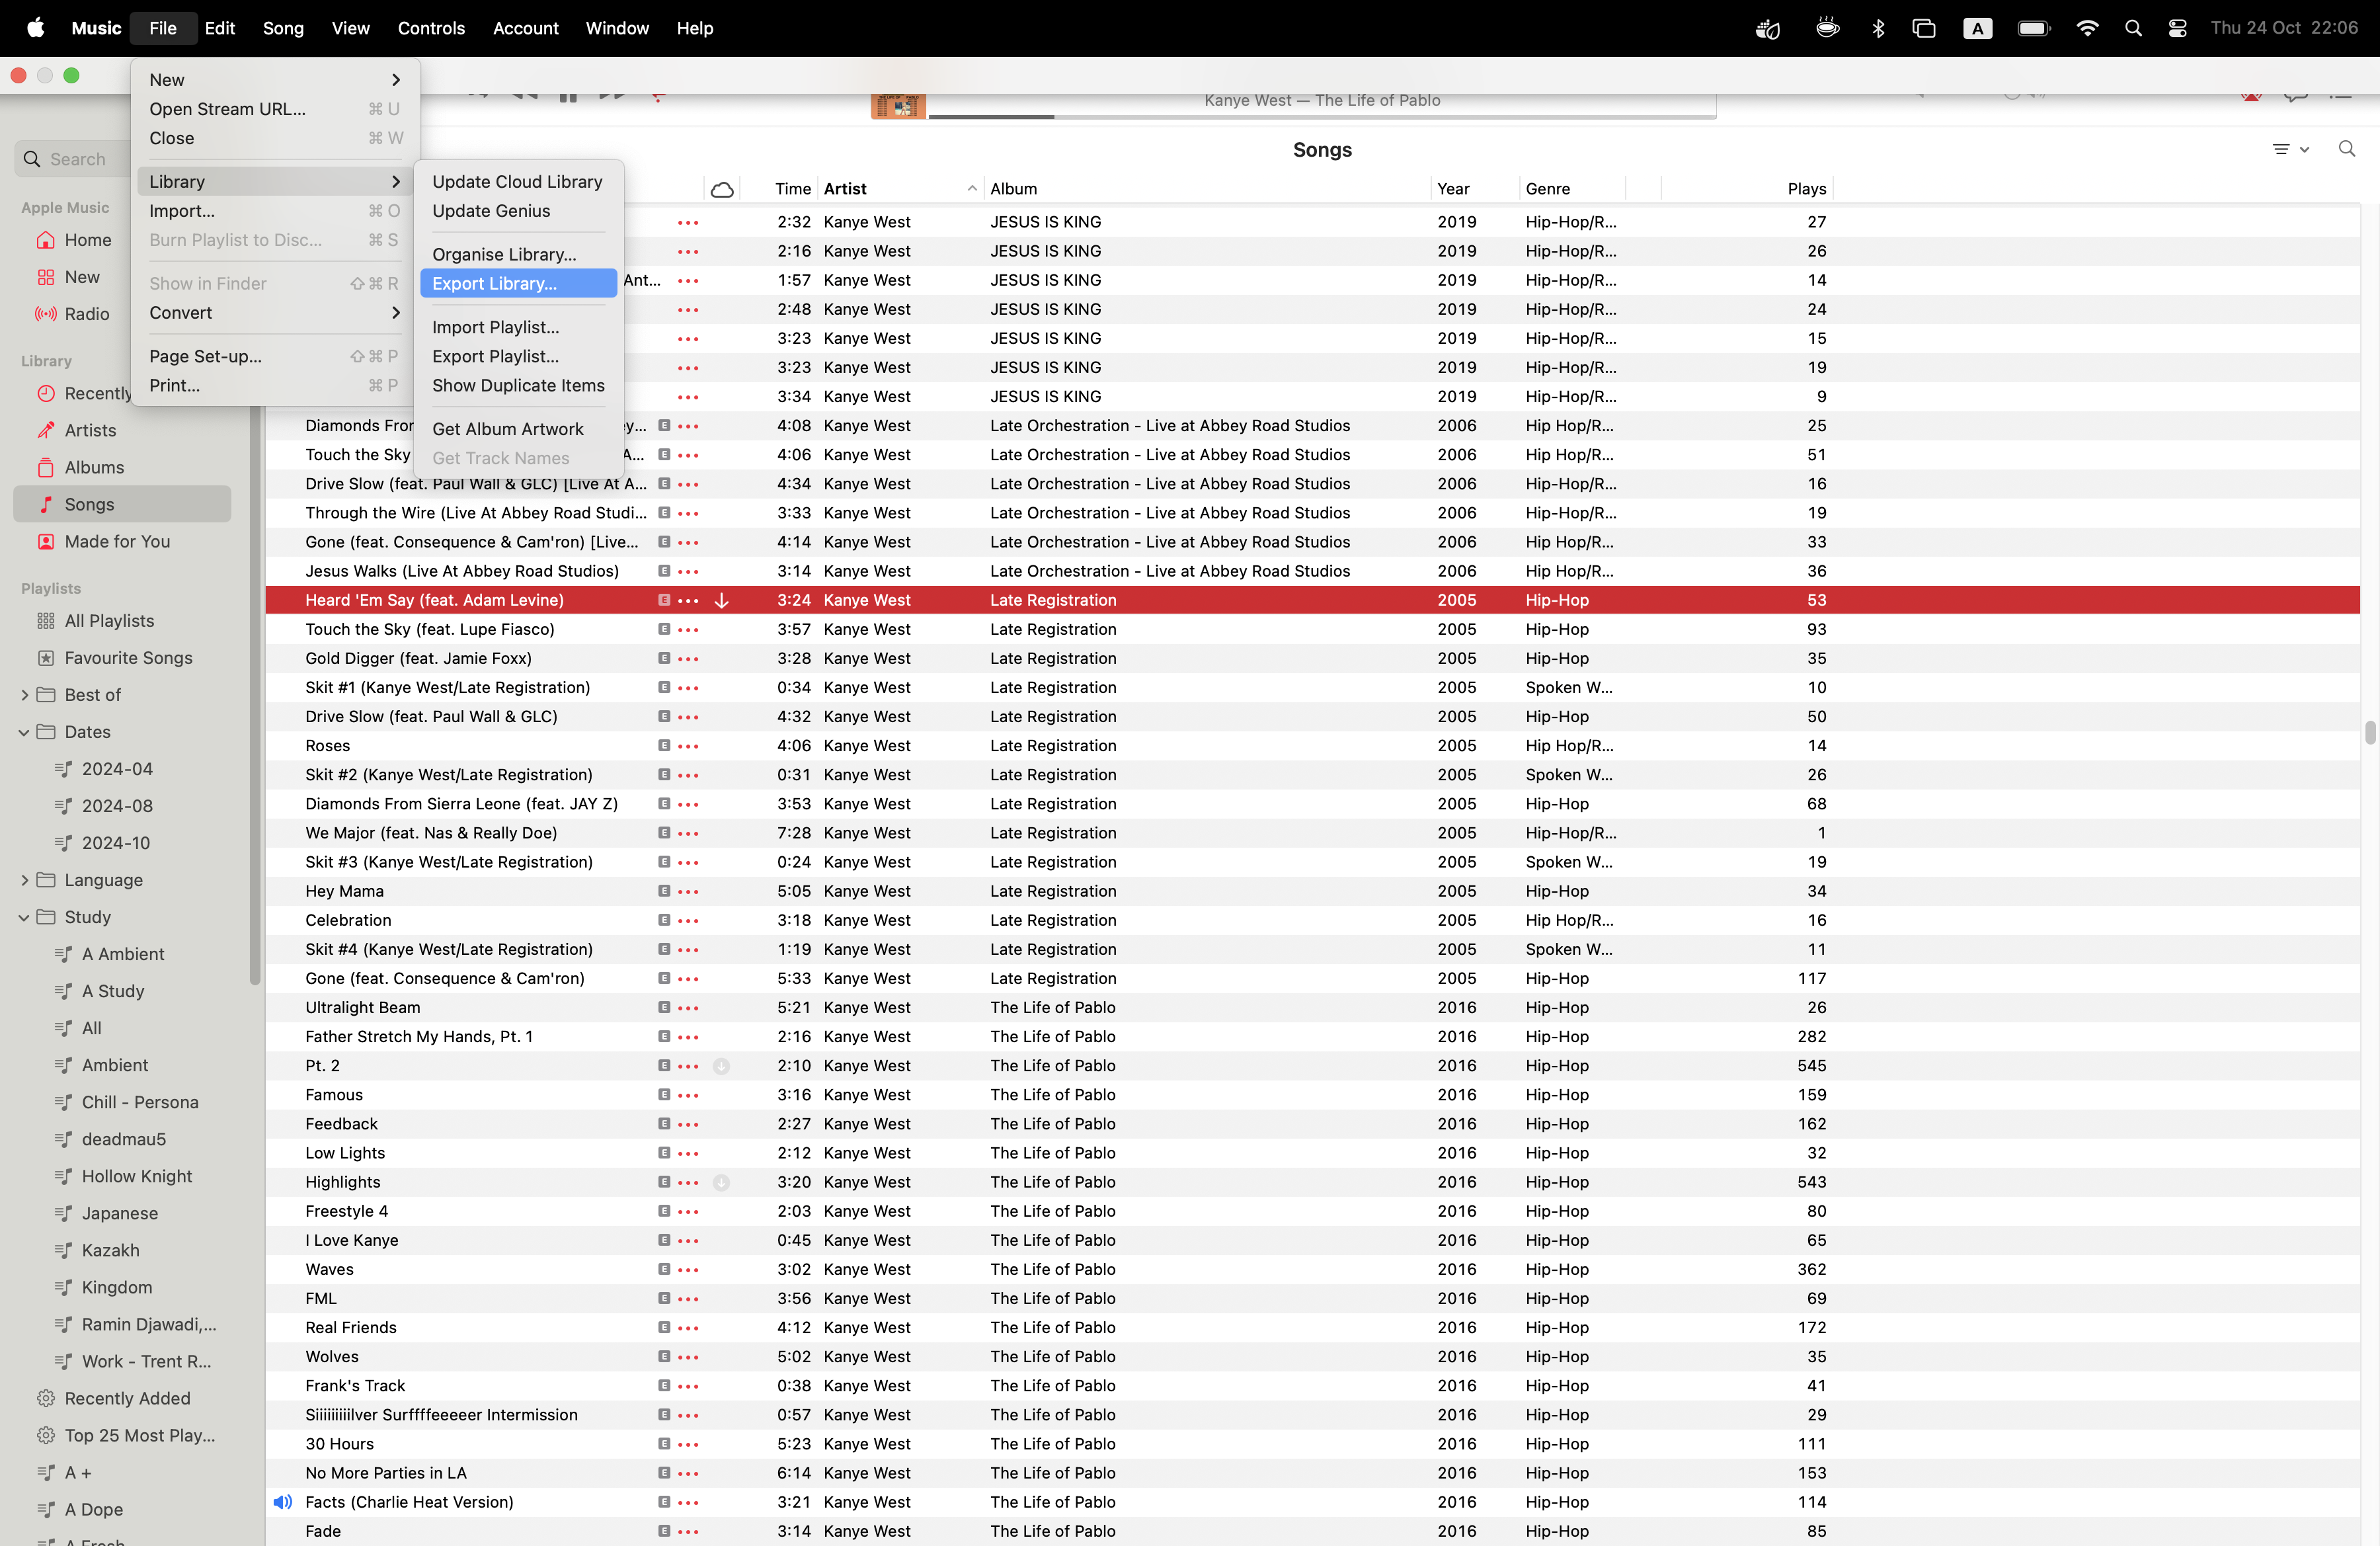 Music File Edit Song View Controls Account Window Help A Thu 24 Oct 22:06
New
Open Stream URL... ⌘ U
Close ⌘ W
Library
Import... ⌘ O
Burn Playlist to Disc... ⌘ S
Show in Finder ⇧ ⌘ R
Convert
Page Set-up... ⇧ ⌘ P
Print... ⌘ P
Update Cloud Library
Update Genius
Organise Library...
Export Library...
Import Playlist...
Export Playlist...
Show Duplicate Items
Get Album Artwork
Get Track Names
Search
Apple Music
Home
New
Radio
Library
Recently
Artists
Albums
Songs
Made for You
Playlists
All Playlists
Favourite Songs
Best of
Dates
2024-04
2024-08
2024-10
Language
Study
A Ambient
A Study
All
Ambient
Chill - Persona
deadmau5
Hollow Knight
Japanese
Kazakh
Kingdom
Ramin Djawadi,...
Work - Trent R...
Recently Added
Top 25 Most Play...
A +
A Dope
A Fresh
Kanye West — The Life of Pablo
Songs
Time Artist Album Year Genre Plays
2:32 Kanye West JESUS IS KING 2019 Hip-Hop/R... 27
2:16 Kanye West JESUS IS KING 2019 Hip-Hop/R... 26
Ant... 1:57 Kanye West JESUS IS KING 2019 Hip-Hop/R... 14
2:48 Kanye West JESUS IS KING 2019 Hip-Hop/R... 24
3:23 Kanye West JESUS IS KING 2019 Hip-Hop/R... 15
3:23 Kanye West JESUS IS KING 2019 Hip-Hop/R... 19
3:34 Kanye West JESUS IS KING 2019 Hip-Hop/R... 9
Diamonds Fro y... E 4:08 Kanye West Late Orchestration - Live at Abbey Road Studios 2006 Hip Hop/R... 25
Touch the Sky A... E 4:06 Kanye West Late Orchestration - Live at Abbey Road Studios 2006 Hip Hop/R... 51
Drive Slow (feat. Paul Wall & GLC) [Live At A... E 4:34 Kanye West Late Orchestration - Live at Abbey Road Studios 2006 Hip-Hop/R... 16
Through the Wire (Live At Abbey Road Studi... E 3:33 Kanye West Late Orchestration - Live at Abbey Road Studios 2006 Hip-Hop/R... 19
Gone (feat. Consequence & Cam'ron) [Live... E 4:14 Kanye West Late Orchestration - Live at Abbey Road Studios 2006 Hip Hop/R... 33
Jesus Walks (Live At Abbey Road Studios) E 3:14 Kanye West Late Orchestration - Live at Abbey Road Studios 2006 Hip Hop/R... 36
Heard 'Em Say (feat. Adam Levine) E 3:24 Kanye West Late Registration 2005 Hip-Hop 53
Touch the Sky (feat. Lupe Fiasco) E 3:57 Kanye West Late Registration 2005 Hip-Hop 93
Gold Digger (feat. Jamie Foxx) E 3:28 Kanye West Late Registration 2005 Hip-Hop 35
Skit #1 (Kanye West/Late Registration) E 0:34 Kanye West Late Registration 2005 Spoken W... 10
Drive Slow (feat. Paul Wall & GLC) E 4:32 Kanye West Late Registration 2005 Hip-Hop 50
Roses E 4:06 Kanye West Late Registration 2005 Hip Hop/R... 14
Skit #2 (Kanye West/Late Registration) E 0:31 Kanye West Late Registration 2005 Spoken W... 26
Diamonds From Sierra Leone (feat. JAY Z) E 3:53 Kanye West Late Registration 2005 Hip-Hop 68
We Major (feat. Nas & Really Doe) E 7:28 Kanye West Late Registration 2005 Hip-Hop/R... 1
Skit #3 (Kanye West/Late Registration) E 0:24 Kanye West Late Registration 2005 Spoken W... 19
Hey Mama E 5:05 Kanye West Late Registration 2005 Hip-Hop 34
Celebration E 3:18 Kanye West Late Registration 2005 Hip Hop/R... 16
Skit #4 (Kanye West/Late Registration) E 1:19 Kanye West Late Registration 2005 Spoken W... 11
Gone (feat. Consequence & Cam'ron) E 5:33 Kanye West Late Registration 2005 Hip-Hop 117
Ultralight Beam E 5:21 Kanye West The Life of Pablo 2016 Hip-Hop 26
Father Stretch My Hands, Pt. 1 E 2:16 Kanye West The Life of Pablo 2016 Hip-Hop 282
Pt. 2 E 2:10 Kanye West The Life of Pablo 2016 Hip-Hop 545
Famous E 3:16 Kanye West The Life of Pablo 2016 Hip-Hop 159
Feedback E 2:27 Kanye West The Life of Pablo 2016 Hip-Hop 162
Low Lights E 2:12 Kanye West The Life of Pablo 2016 Hip-Hop 32
Highlights E 3:20 Kanye West The Life of Pablo 2016 Hip-Hop 543
Freestyle 4 E 2:03 Kanye West The Life of Pablo 2016 Hip-Hop 80
I Love Kanye E 0:45 Kanye West The Life of Pablo 2016 Hip-Hop 65
Waves E 3:02 Kanye West The Life of Pablo 2016 Hip-Hop 362
FML E 3:56 Kanye West The Life of Pablo 2016 Hip-Hop 69
Real Friends E 4:12 Kanye West The Life of Pablo 2016 Hip-Hop 172
Wolves E 5:02 Kanye West The Life of Pablo 2016 Hip-Hop 35
Frank's Track E 0:38 Kanye West The Life of Pablo 2016 Hip-Hop 41
Siiiiiiiiilver Surffffeeeeer Intermission E 0:57 Kanye West The Life of Pablo 2016 Hip-Hop 29
30 Hours E 5:23 Kanye West The Life of Pablo 2016 Hip-Hop 111
No More Parties in LA E 6:14 Kanye West The Life of Pablo 2016 Hip-Hop 153
Facts (Charlie Heat Version) E 3:21 Kanye West The Life of Pablo 2016 Hip-Hop 114
Fade E 3:14 Kanye West The Life of Pablo 2016 Hip-Hop 85